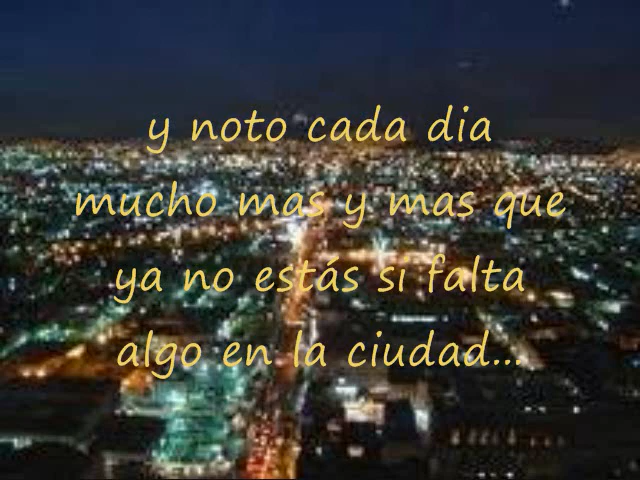 y noto cada dia
mucho mas y mas que
ya no estás si falta
algo en la ciudad...